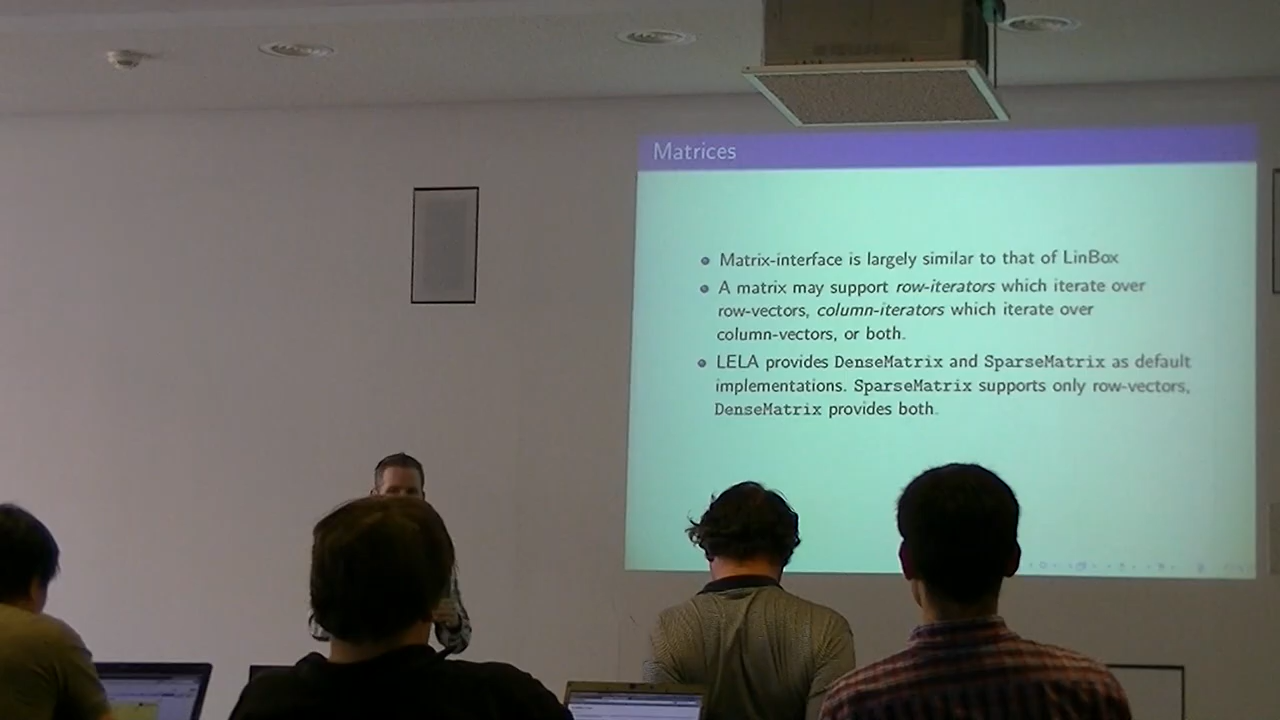 Matrices
Matrix-interface is largely similar to that of LinBox
A matrix may support row-iterators which iterate over
row-vectors, column-iterators which iterate over
column-vectors, or both.
LELA provides DenseMatrix and SparseMatrix as default
implementations. SparseMatrix supports only row-vectors,
DenseMatrix provides both.